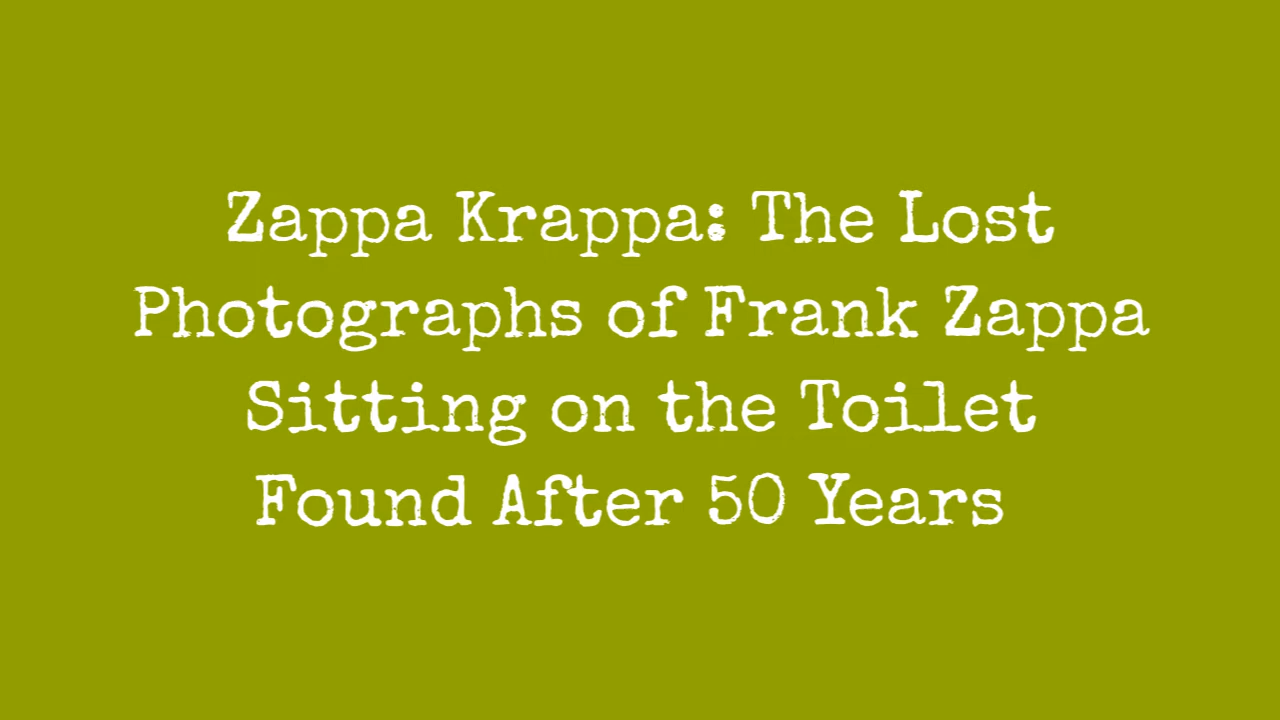 Zappa Krappa: The Lost
Photographs of Frank Zappa
Sitting on the Toilet
Found After 50 Years